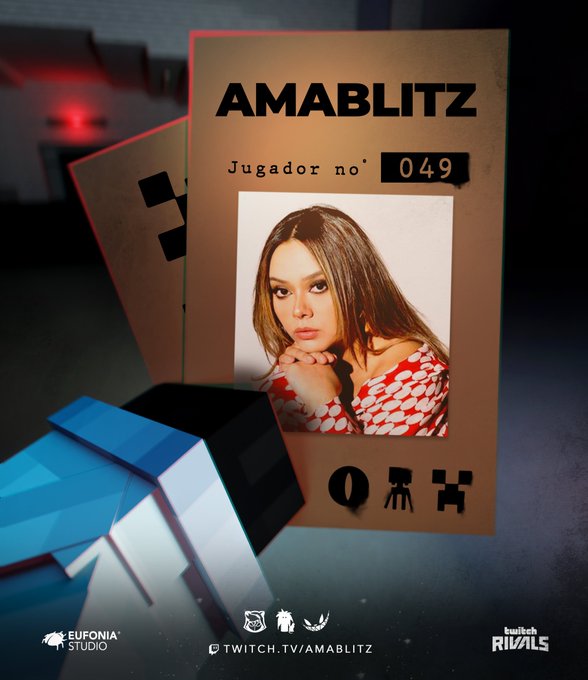 AMABLITZ
Jugador no° 049
EUFONIA®
STUDIO
TWITCH.TV/AMABLITZ
twitch
RIVALS